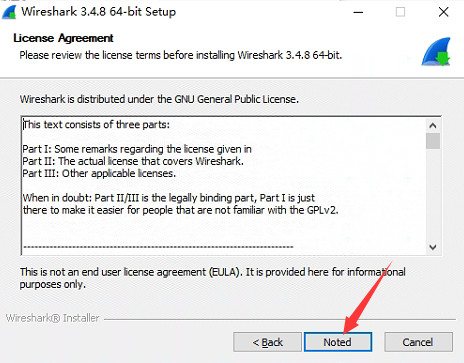 Wireshark 3.4.8 64-bit Setup
License Agreement
Please review the license terms before installing Wireshark 3.4.8 64-bit.
Wireshark is distributed under the GNU General Public License.
This text consists of three parts:
Part I: Some remarks regarding the license given in
Part II: The actual license that covers Wireshark.
Part III: Other applicable licenses.
When in doubt: Part II/III is the legally binding part, Part I is just
there to make it easier for people that are not familiar with the GPLv2.
-------------------------------------------------------------------
This is not an end user license agreement (EULA). It is provided here for informational
purposes only.
Wireshark® Installer
< Back
Noted
Cancel